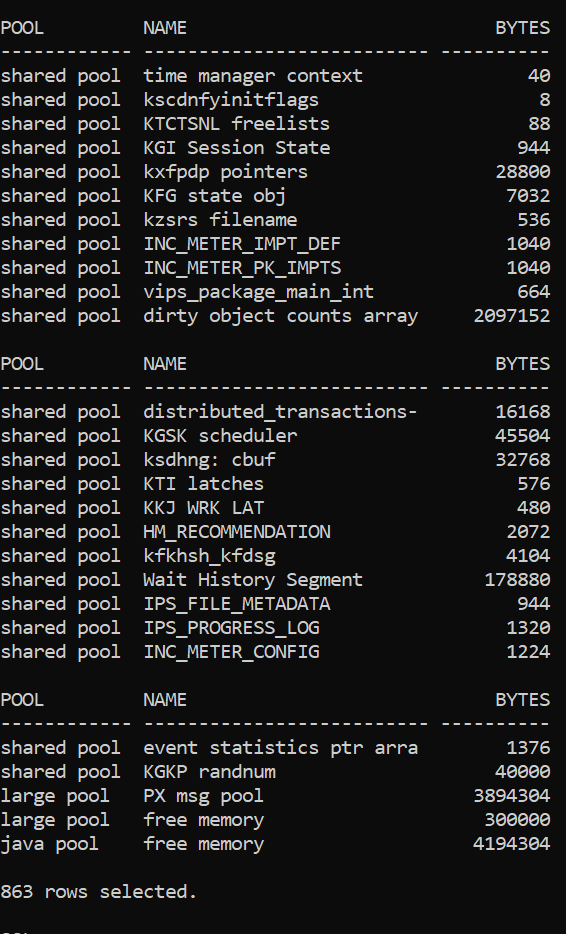 POOL         NAME                            BYTES
------------ -------------------------- ----------
shared pool  time manager context               40
shared pool  kscdnfyinitflags                    8
shared pool  KTCTSNL freelists                  88
shared pool  KGI Session State                 944
shared pool  kxfpdp pointers                 28800
shared pool  KFG state obj                    7032
shared pool  kzsrs filename                    536
shared pool  INC_METER_IMPT_DEF               1040
shared pool  INC_METER_PK_IMPTS               1040
shared pool  vips_package_main_int             664
shared pool  dirty object counts array     2097152
POOL         NAME                            BYTES
------------ -------------------------- ----------
shared pool  distributed_transactions-       16168
shared pool  KGSK scheduler                  45504
shared pool  ksdhng: cbuf                    32768
shared pool  KTI latches                       576
shared pool  KKJ WRK LAT                       480
shared pool  HM_RECOMMENDATION                2072
shared pool  kfkhsh_kfdsg                     4104
shared pool  Wait History Segment           178880
shared pool  IPS_FILE_METADATA                 944
shared pool  IPS_PROGRESS_LOG                 1320
shared pool  INC_METER_CONFIG                 1224
POOL         NAME                            BYTES
------------ -------------------------- ----------
shared pool  event statistics ptr arra        1376
shared pool  KGKP randnum                    40000
large pool   PX msg pool                   3894304
large pool   free memory                    300000
java pool    free memory                   4194304
863 rows selected.